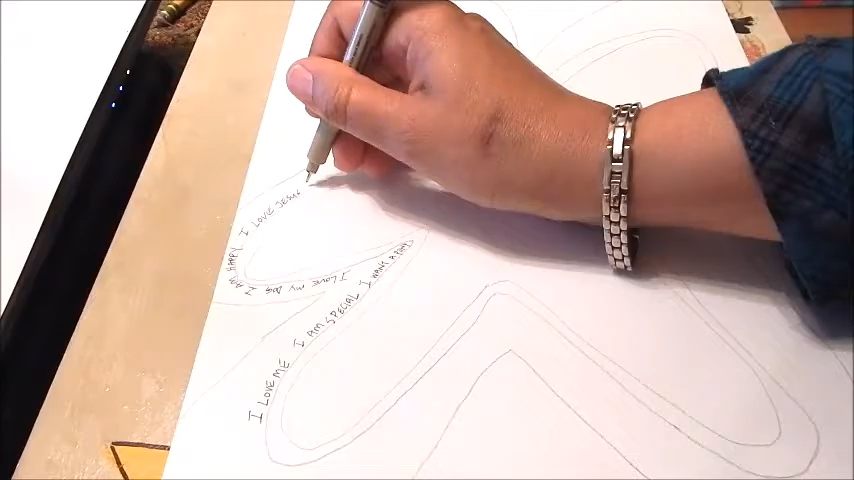 I LOVE ME I AM SPECIAL I WANT A PONY
I LOVE MY DOG I
AM HAPPY I LOVE JESUS